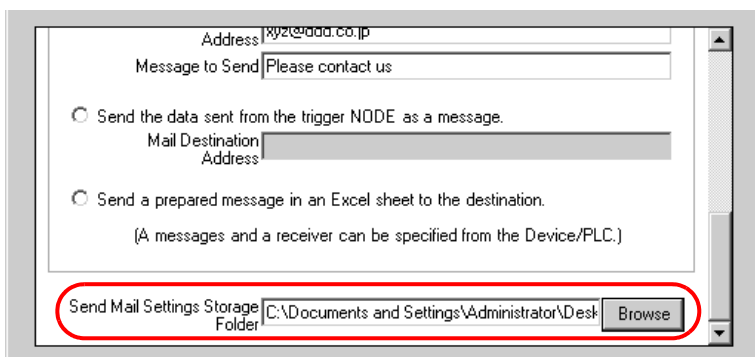 Address xyz@ddd.co.jp
Message to Send Please contact us
Send the data sent from the trigger NODE as a message.
Mail Destination
Address
Send a prepared message in an Excel sheet to the destination.
(A messages and a receiver can be specified from the Device/PLC.)
Send Mail Settings Storage
Folder C:\Documents and Settings\Administrator\Desk Browse